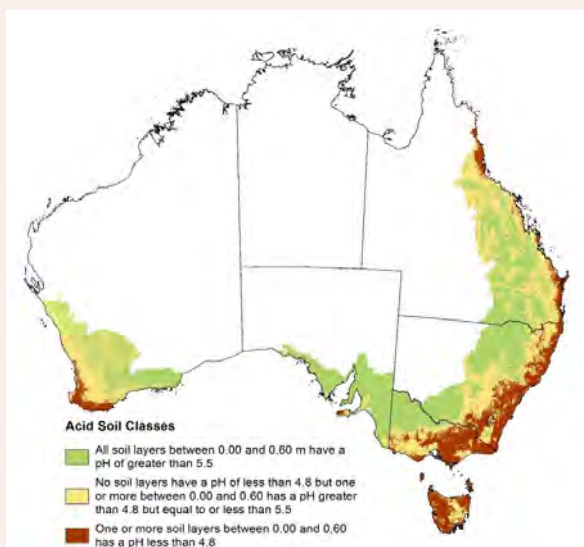 Acid Soil Classes
All soil layers between 0.00 and 0.60 m have a
pH of greater than 5.5
No soil layers have a pH of less than 4.8 but one
or more between 0.00 and 0.60 has a pH greater
than 4.8 but equal to or less than 5.5
One or more soil layers between 0.00 and 0.60
has a pH less than 4.8